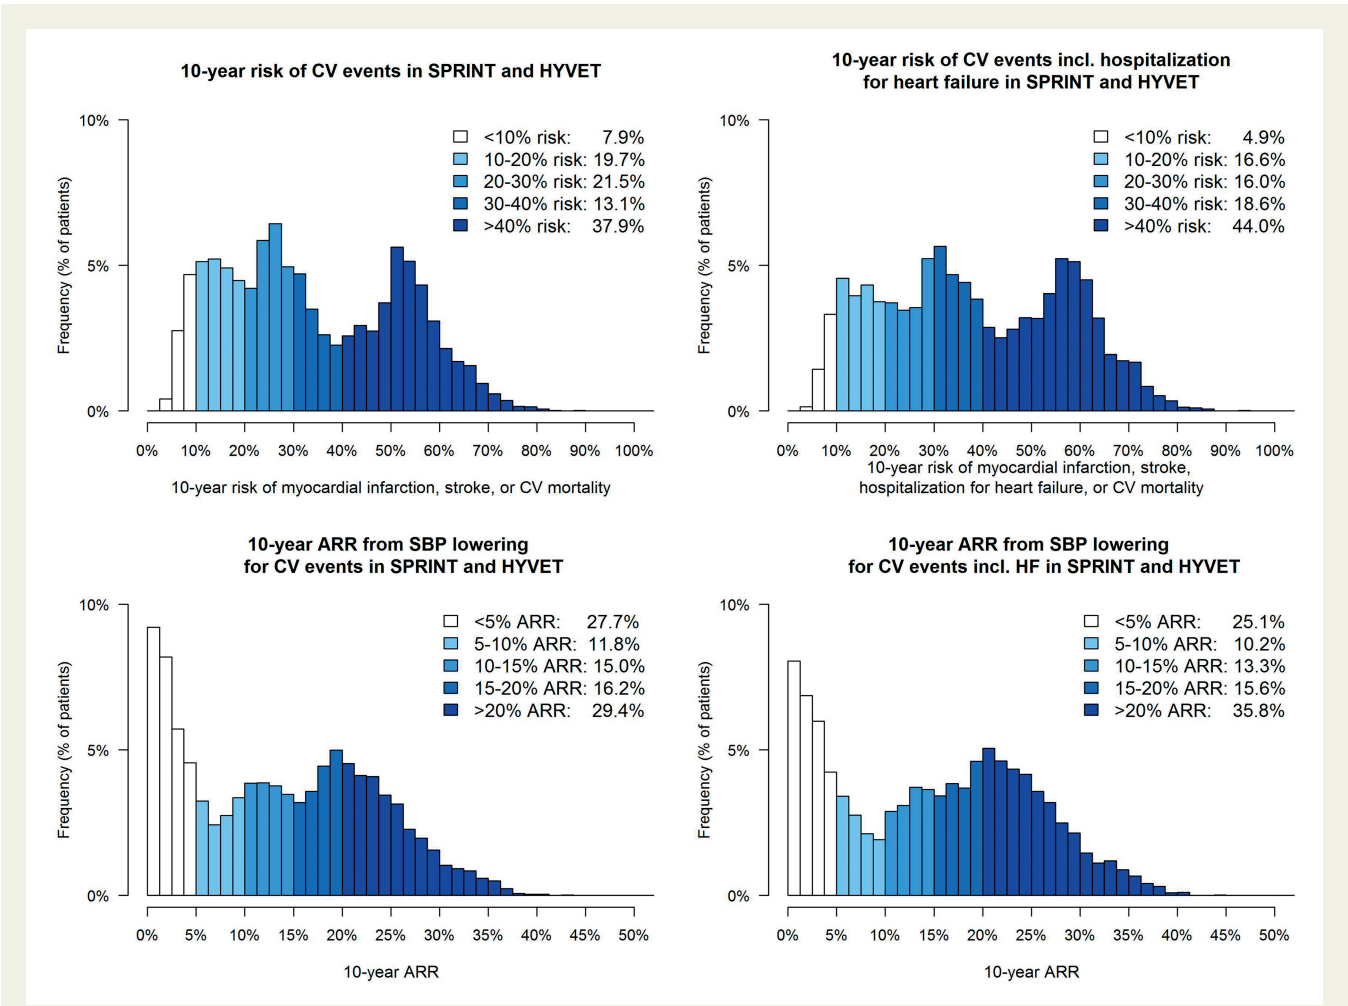 10-year risk of CV events in SPRINT and HYVET
10%
5%
0%
Frequency (% of patients)
<10% risk: 7.9%
10-20% risk: 19.7%
20-30% risk: 21.5%
30-40% risk: 13.1%
>40% risk: 37.9%
0% 10% 20% 30% 40% 50% 60% 70% 80% 90% 100%
10-year risk of myocardial infarction, stroke, or CV mortality
10-year risk of CV events incl. hospitalization
for heart failure in SPRINT and HYVET
10%
5%
0%
Frequency (% of patients)
<10% risk: 4.9%
10-20% risk: 16.6%
20-30% risk: 16.0%
30-40% risk: 18.6%
>40% risk: 44.0%
0% 10% 20% 30% 40% 50% 60% 70% 80% 90% 100%
10-year risk of myocardial infarction, stroke,
hospitalization for heart failure, or CV mortality
10-year ARR from SBP lowering
for CV events in SPRINT and HYVET
10%
5%
0%
Frequency (% of patients)
<5% ARR: 27.7%
5-10% ARR: 11.8%
10-15% ARR: 15.0%
15-20% ARR: 16.2%
>20% ARR: 29.4%
0% 5% 10% 15% 20% 25% 30% 35% 40% 45% 50%
10-year ARR
10-year ARR from SBP lowering
for CV events incl. HF in SPRINT and HYVET
10%
5%
0%
Frequency (% of patients)
<5% ARR: 25.1%
5-10% ARR: 10.2%
10-15% ARR: 13.3%
15-20% ARR: 15.6%
>20% ARR: 35.8%
0% 5% 10% 15% 20% 25% 30% 35% 40% 45% 50%
10-year ARR